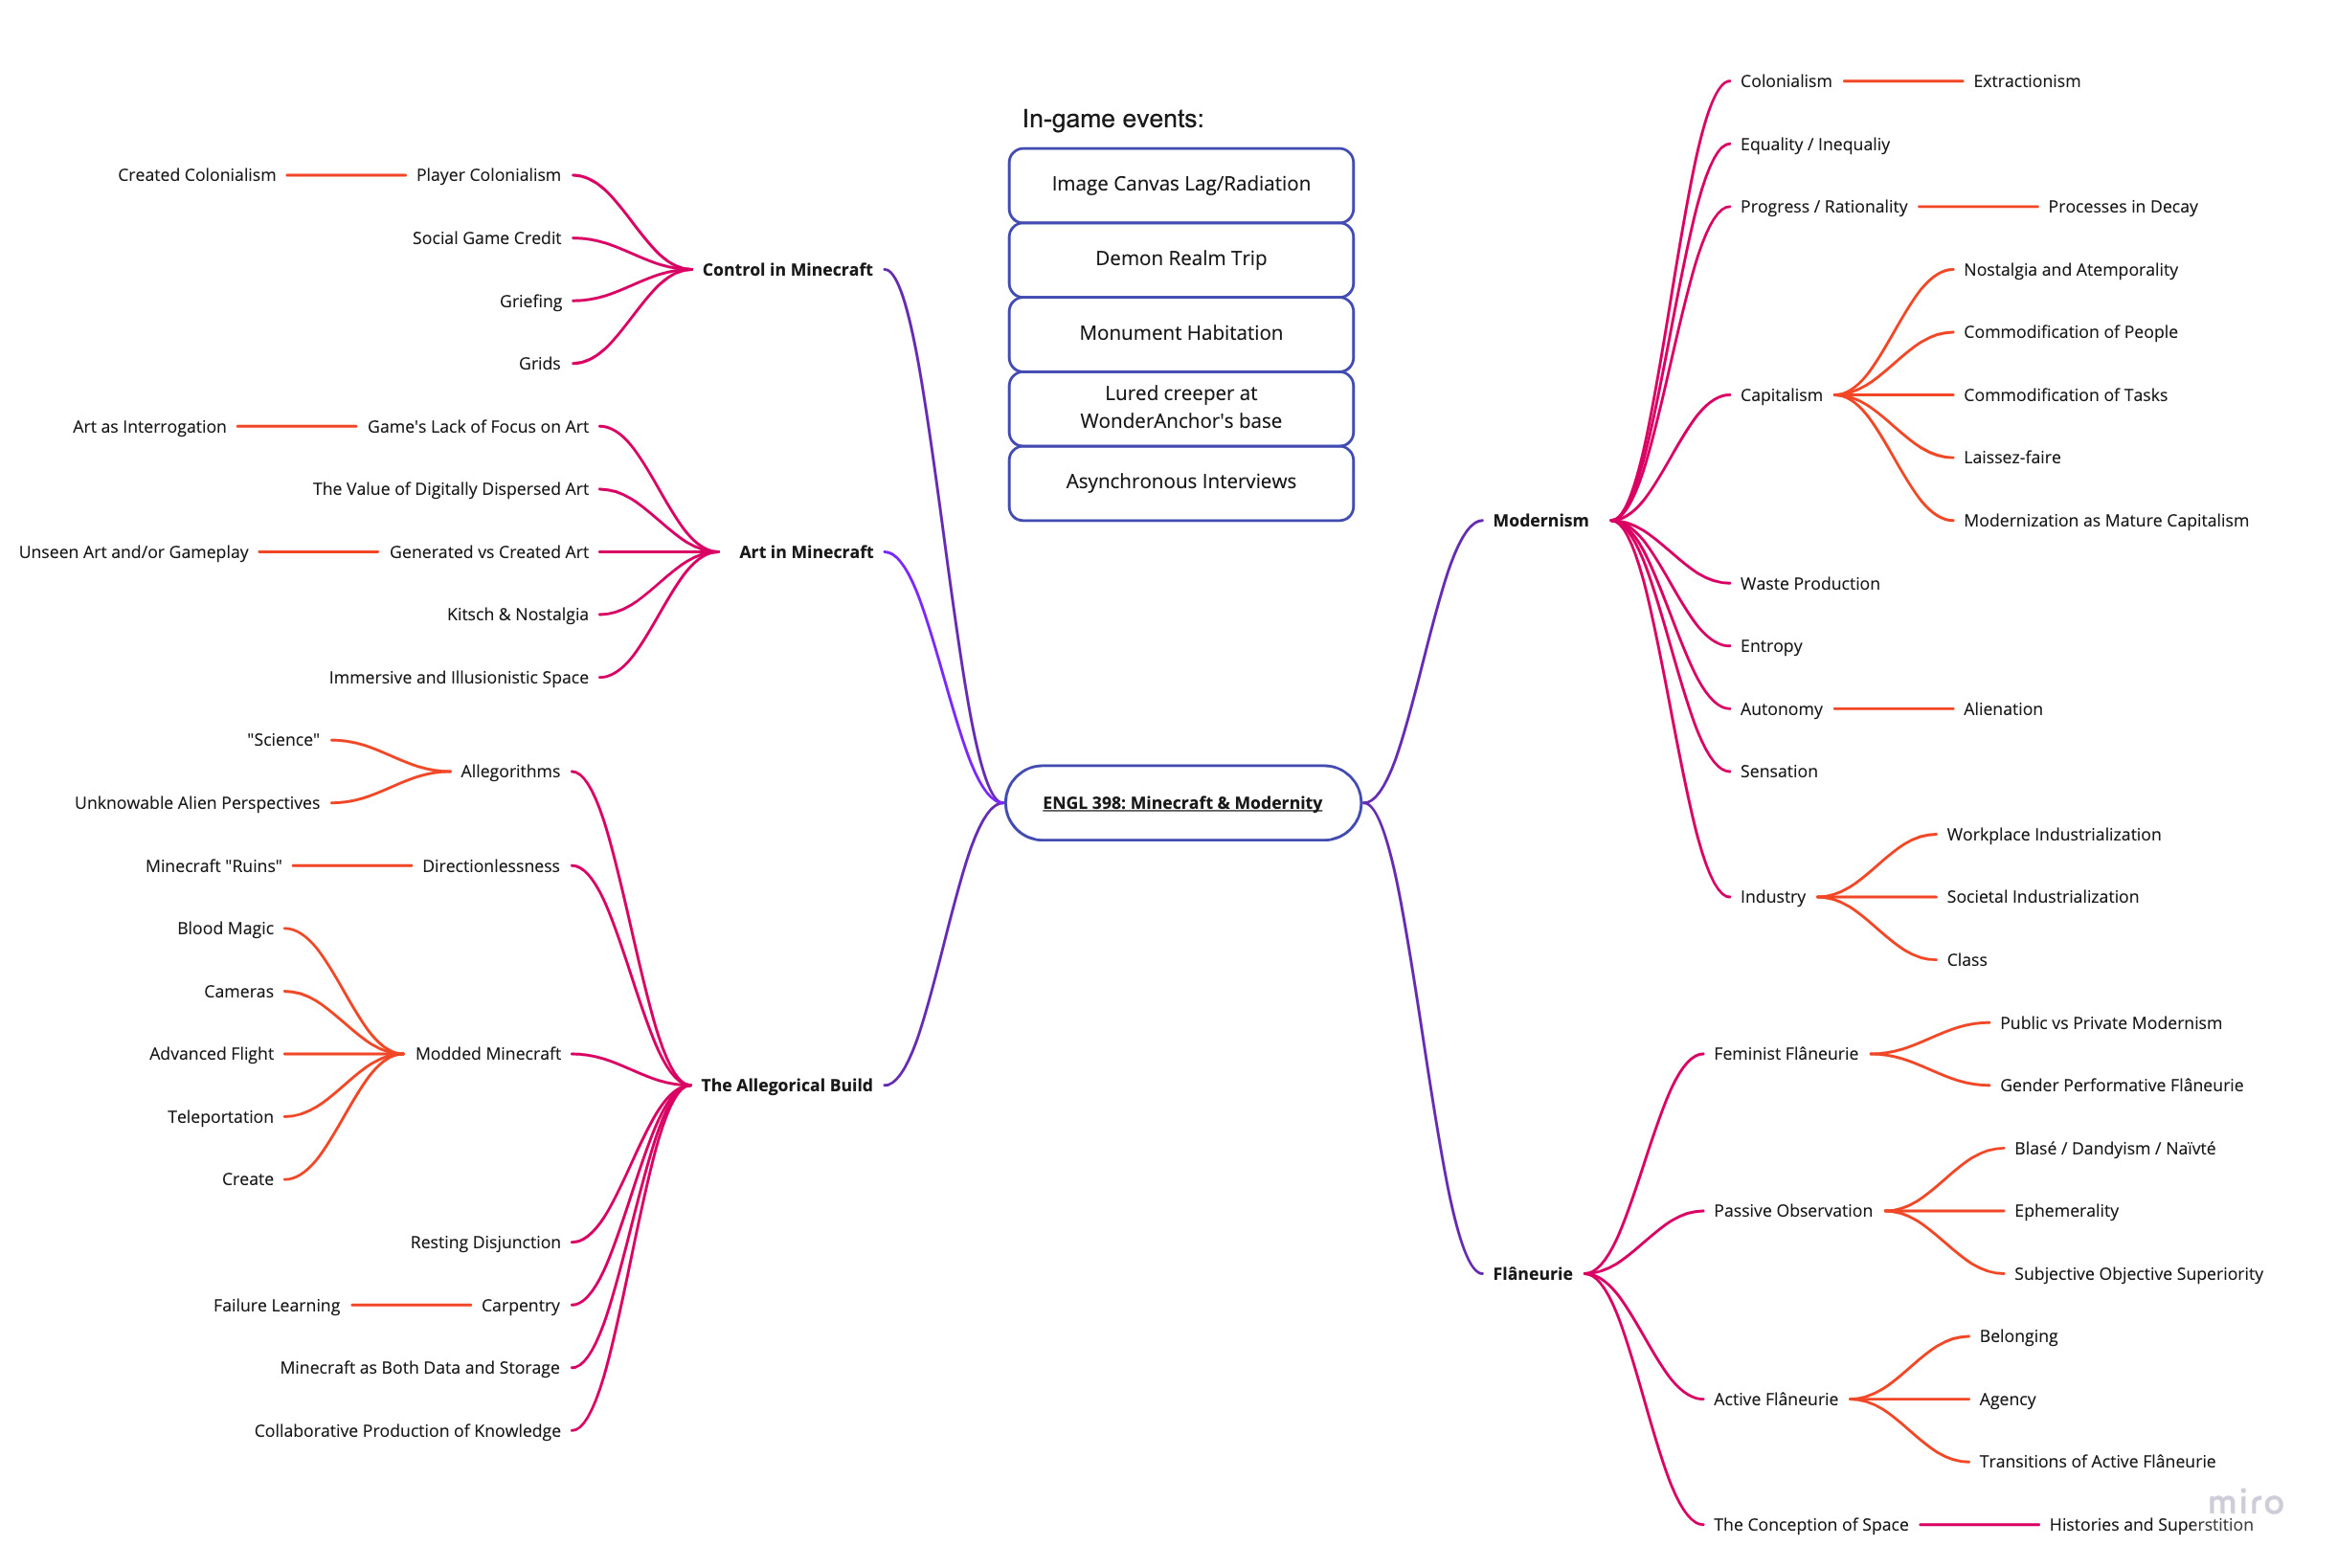 In-game events:
Image Canvas Lag/Radiation
Demon Realm Trip
Monument Habitation
Lured creeper at
WonderAnchor's base
Asynchronous Interviews
ENGL 398: Minecraft & Modernity
Control in Minecraft
Player Colonialism
Created Colonialism
Social Game Credit
Griefing
Grids
Art in Minecraft
Game's Lack of Focus on Art
Art as Interrogation
The Value of Digitally Dispersed Art
Generated vs Created Art
Unseen Art and/or Gameplay
Kitsch & Nostalgia
Immersive and Illusionistic Space
The Allegorical Build
Allegorithms
"Science"
Unknowable Alien Perspectives
Directionlessness
Minecraft "Ruins"
Modded Minecraft
Blood Magic
Cameras
Advanced Flight
Teleportation
Create
Resting Disjunction
Carpentry
Failure Learning
Minecraft as Both Data and Storage
Collaborative Production of Knowledge
Modernism
Colonialism
Extractionism
Equality / Inequaliy
Progress / Rationality
Processes in Decay
Capitalism
Nostalgia and Atemporality
Commodification of People
Commodification of Tasks
Laissez-faire
Modernization as Mature Capitalism
Waste Production
Entropy
Autonomy
Alienation
Sensation
Industry
Workplace Industrialization
Societal Industrialization
Class
Flâneurie
Feminist Flâneurie
Public vs Private Modernism
Gender Performative Flâneurie
Passive Observation
Blasé / Dandyism / Naïvté
Ephemerality
Subjective Objective Superiority
Active Flâneurie
Belonging
Agency
Transitions of Active Flâneurie
The Conception of Space
Histories and Superstition
miro